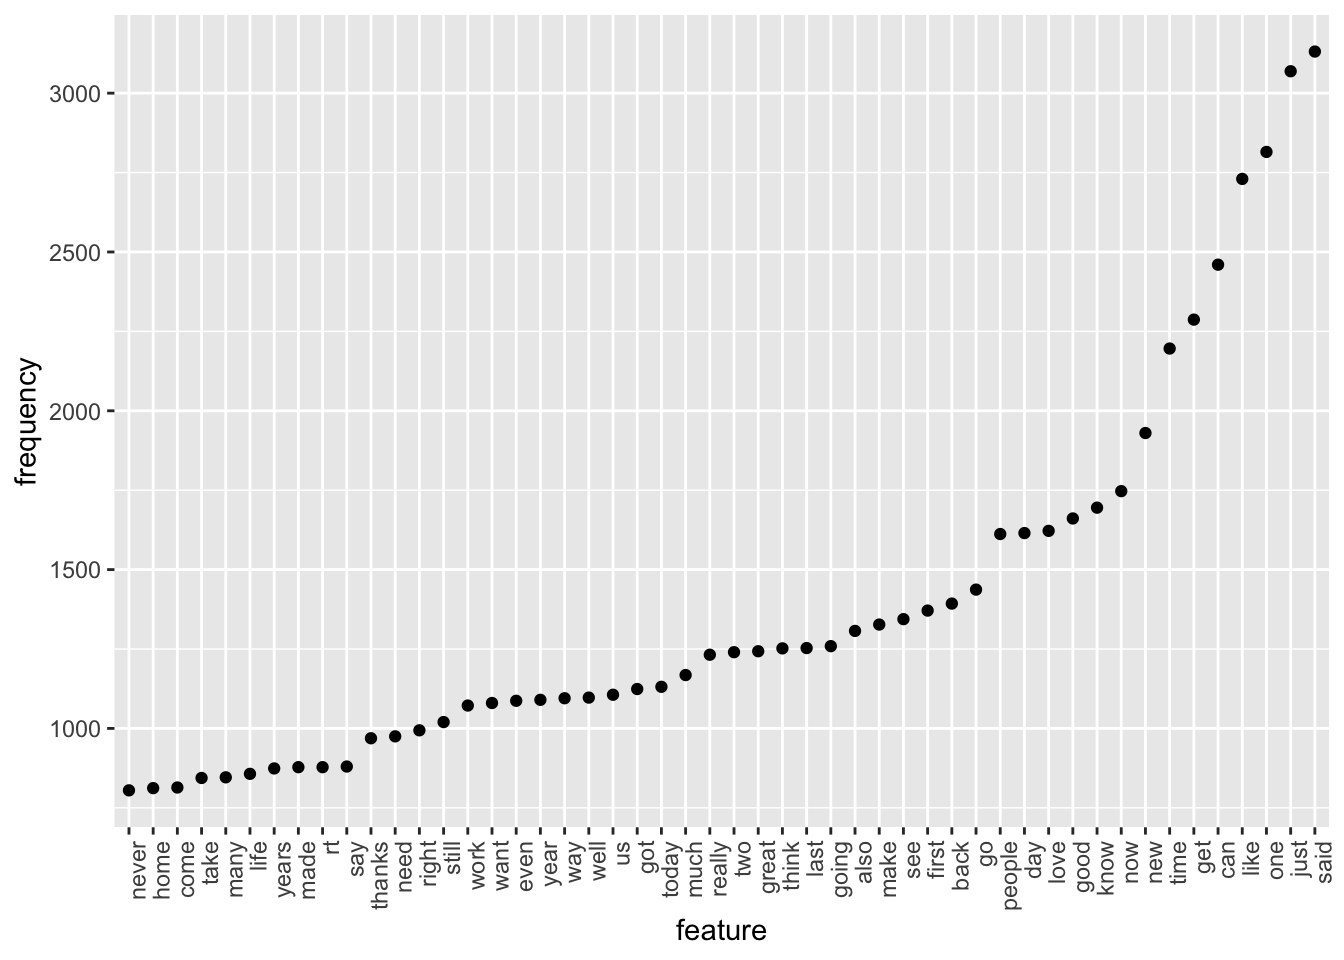 3000
2500
2000
1500
1000
frequency
never
home
come
take
many
life
years
made
rt
say
thanks
need
right
still
work
want
even
year
way
well
us
got
today
much
really
two
great
think
last
going
also
make
see
first
back
go
people
day
love
good
know
now
new
time
get
can
like
one
just
said
feature